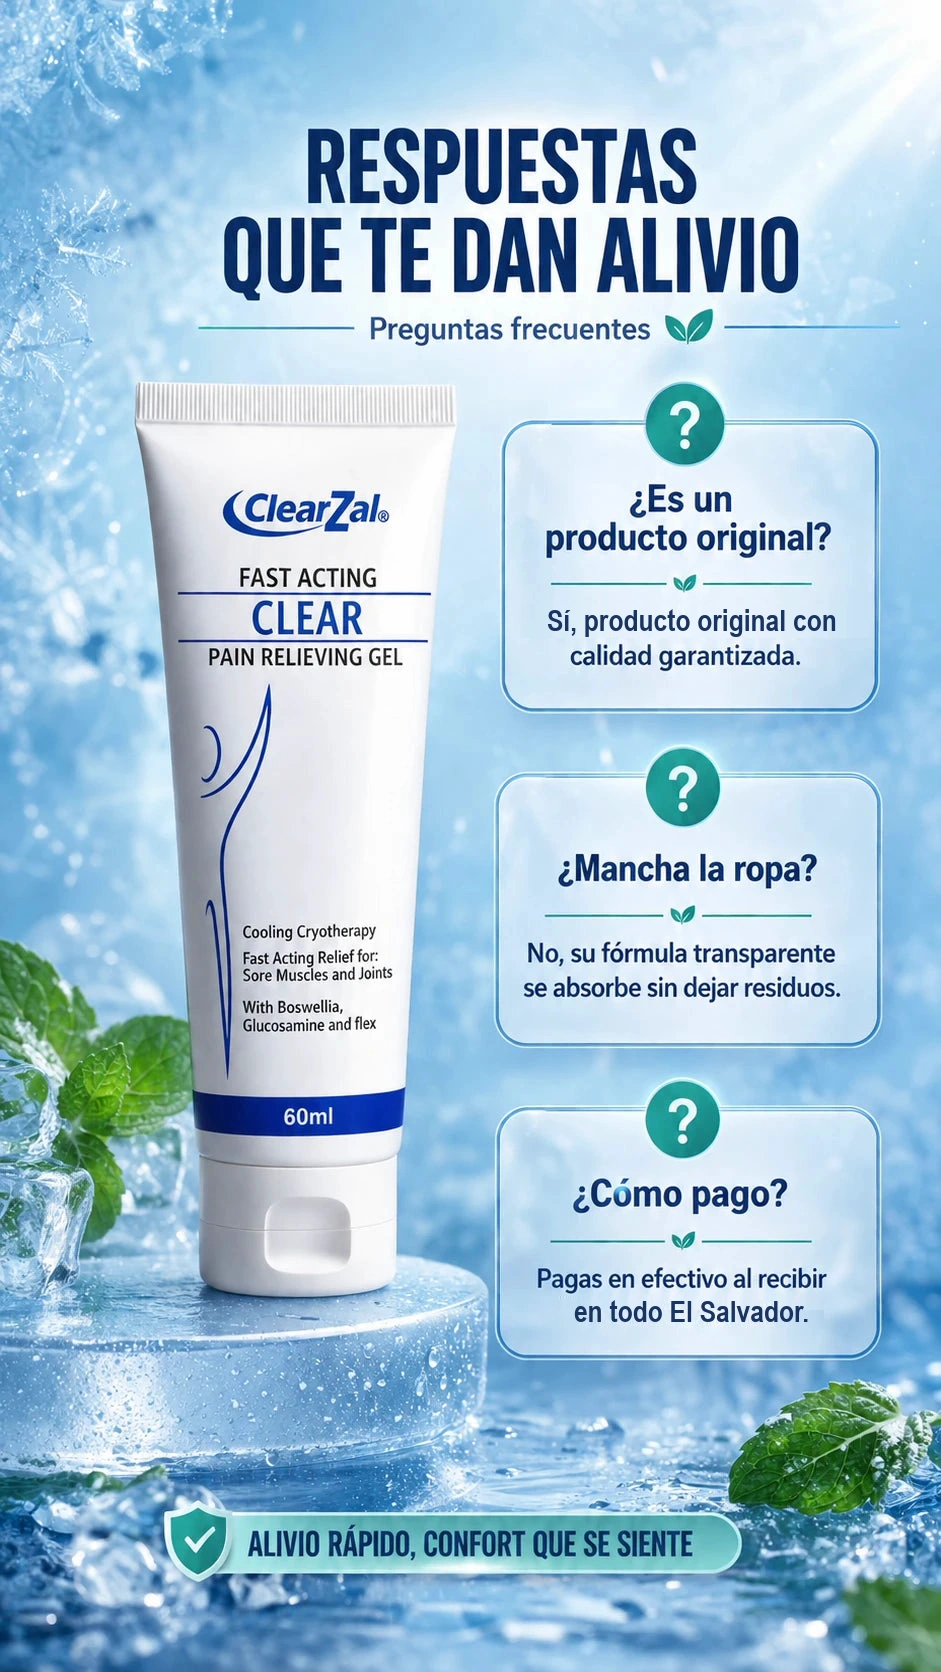 RESPUESTAS
QUE TE DAN ALIVIO
Preguntas frecuentes
ClearZal®
FAST ACTING
CLEAR
PAIN RELIEVING GEL
Cooling Cryotherapy
Fast Acting Relief for:
Sore Muscles and Joints
With Boswellia,
Glucosamine and flex
60ml
?
¿Es un
producto original?
Sí, producto original con
calidad garantizada.
?
¿Mancha la ropa?
No, su fórmula transparente
se absorbe sin dejar residuos.
?
¿Cómo pago?
Pagas en efectivo al recibir
en todo El Salvador.
ALIVIO RÁPIDO, CONFORT QUE SE SIENTE